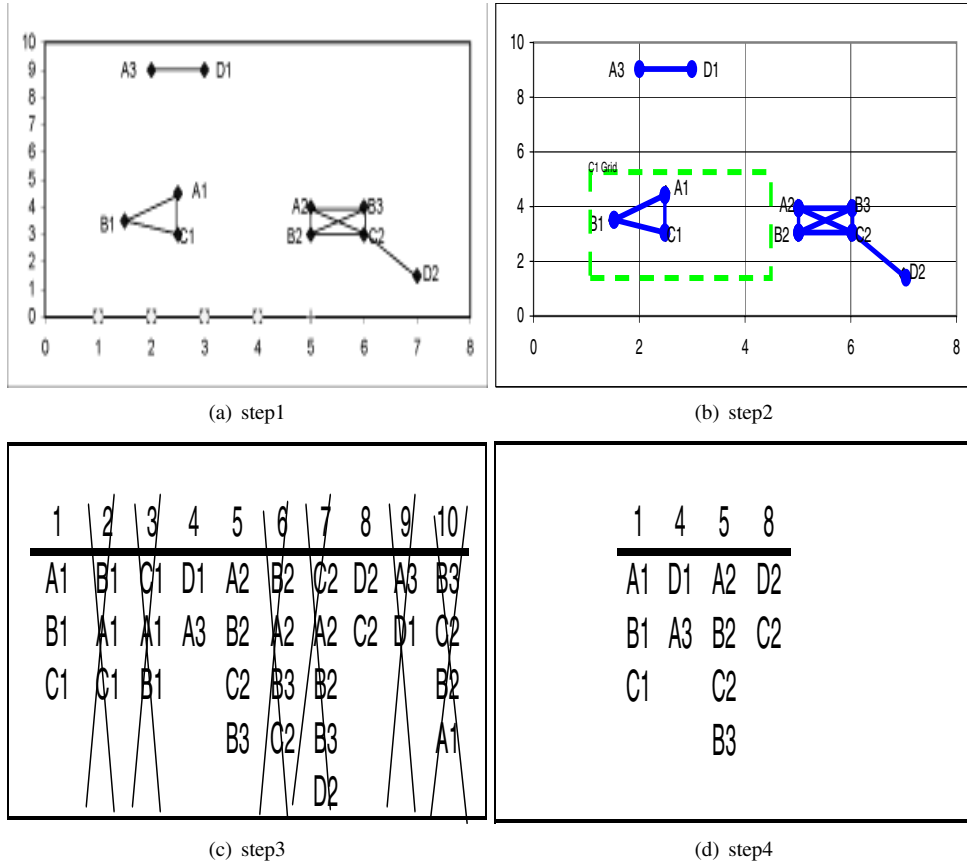 10
9
A3 D1
8
7
6
5
A1
4
A2 B3
B1
3
C1
B2 C2
2
D2
1
0
0 1 2 3 4 5 6 7 8
(a) step1
10
A3 D1
8
6
C1 Grid
A1
4
A2 B3
B1
C1
B2 C2
2
D2
0
0 2 4 6 8
(b) step2
1 2 3 4 5 6 7 8 9 10
A1 B1 C1 D1 A2 B2 C2 D2 A3 B3
B1 A1 A1 A3 B2 A2 A2 C2 D1 C2
C1 C1 B1 C2 B3 B2 B2
B3 C2 B3 A1
D2
(c) step3
1 4 5 8
A1 D1 A2 D2
B1 A3 B2 C2
C1 C2
B3
(d) step4